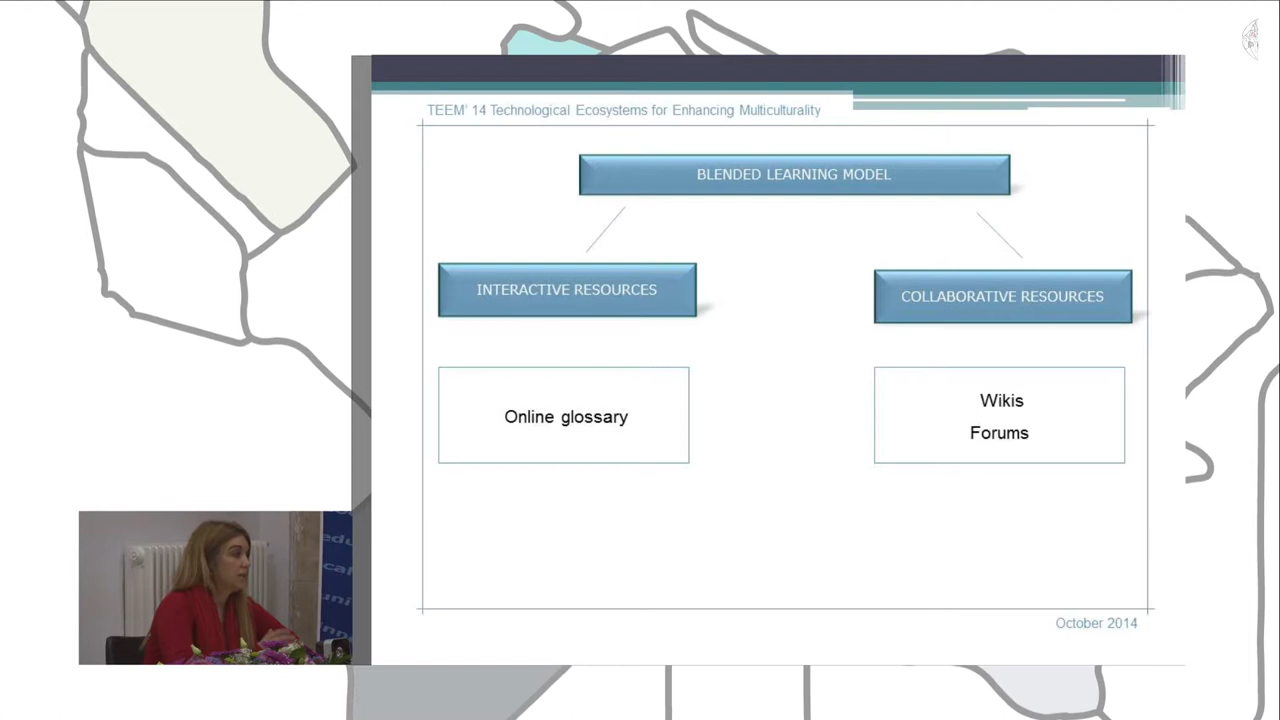 TEEM' 14 Technological Ecosystems for Enhancing Multiculturality
BLENDED LEARNING MODEL
INTERACTIVE RESOURCES
COLLABORATIVE RESOURCES
Online glossary
Wikis
Forums
October 2014